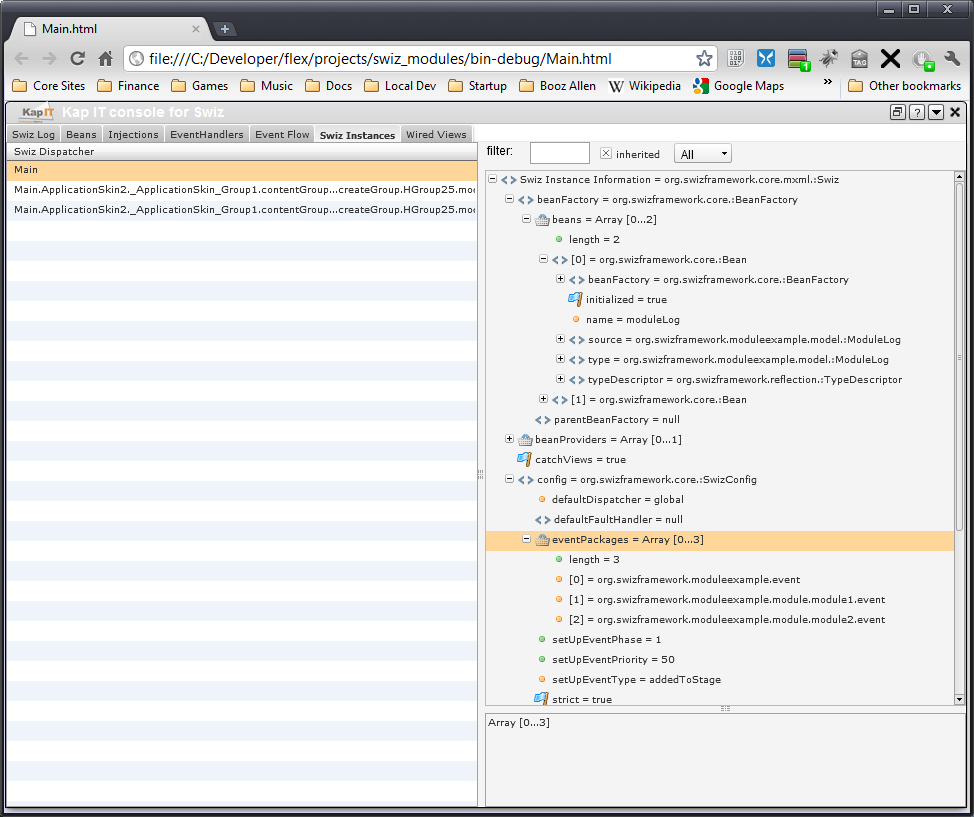 Main.html
file:///C:/Developer/flex/projects/swiz_modules/bin-debug/Main.html
Core Sites Finance Games Music Docs Local Dev Startup Booz Allen Wikipedia Google Maps » Other bookmarks
KapIT Kap IT console for Swiz
Swiz Log Beans Injections EventHandlers Event Flow Swiz Instances Wired Views
Swiz Dispatcher
Main
Main.ApplicationSkin2._ApplicationSkin_Group1.contentGroup...createGroup.HGroup25.mo
Main.ApplicationSkin2._ApplicationSkin_Group1.contentGroup...createGroup.HGroup25.mo
filter: inherited All
Swiz Instance Information = org.swizframework.core.mxml.:Swiz
beanFactory = org.swizframework.core.:BeanFactory
beans = Array [0...2]
length = 2
[0] = org.swizframework.core.:Bean
beanFactory = org.swizframework.core.:BeanFactory
initialized = true
name = moduleLog
source = org.swizframework.moduleexample.model.:ModuleLog
type = org.swizframework.moduleexample.model.:ModuleLog
typeDescriptor = org.swizframework.reflection.:TypeDescriptor
[1] = org.swizframework.core.:Bean
parentBeanFactory = null
beanProviders = Array [0...1]
catchViews = true
config = org.swizframework.core.:SwizConfig
defaultDispatcher = global
defaultFaultHandler = null
eventPackages = Array [0...3]
length = 3
[0] = org.swizframework.moduleexample.event
[1] = org.swizframework.moduleexample.module.module1.event
[2] = org.swizframework.moduleexample.module.module2.event
setUpEventPhase = 1
setUpEventPriority = 50
setUpEventType = addedToStage
strict = true
Array [0...3]